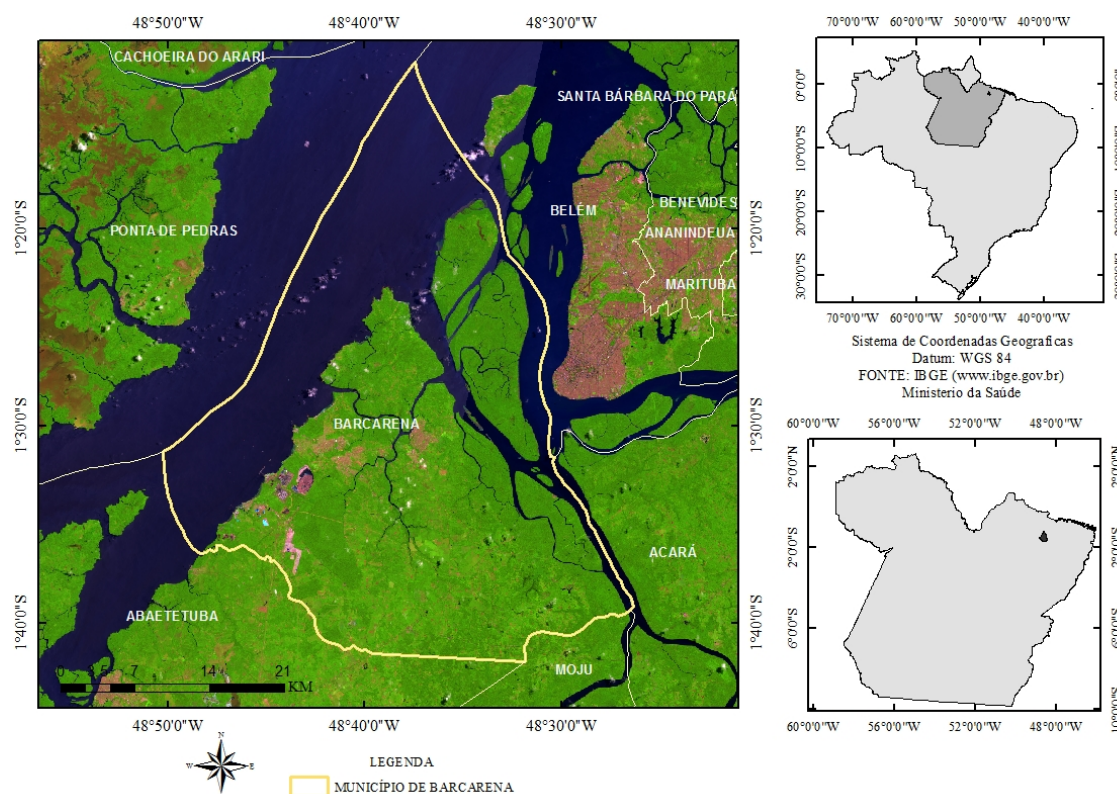 48°50'0"W 48°40'0"W 48°30'0"W
CACHOEIRA DO ARARI
SANTA BÁRBARA DO PARÁ
BELÉM
BENEVIDES
PONTA DE PEDRAS
ANANINDEUA
MARITUBA
BARCARENA
ACARÁ
ABAETETUBA
MOJU
7 14 21
KM
1°20'0"S
1°30'0"S
1°40'0"S
1°20'0"S
1°30'0"S
1°40'0"S
48°50'0"W 48°40'0"W 48°30'0"W
N
W E
LEGENDA
MUNICÍPIO DE BARCARENA
70°0'0"W 60°0'0"W 50°0'0"W 40°0'0"W
0°0'0"
10°0'0"S
20°0'0"S
30°0'0"S
70°0'0"W 60°0'0"W 50°0'0"W 40°0'0"W
Sistema de Coordenadas Geograficas
Datum: WGS 84
FONTE: IBGE (www.ibge.gov.br)
Ministerio da Saúde
60°0'0"W 56°0'0"W 52°0'0"W 48°0'0"W
2°0'0"N
2°0'0"S
6°0'0"S
60°0'0"W 56°0'0"W 52°0'0"W 48°0'0"W